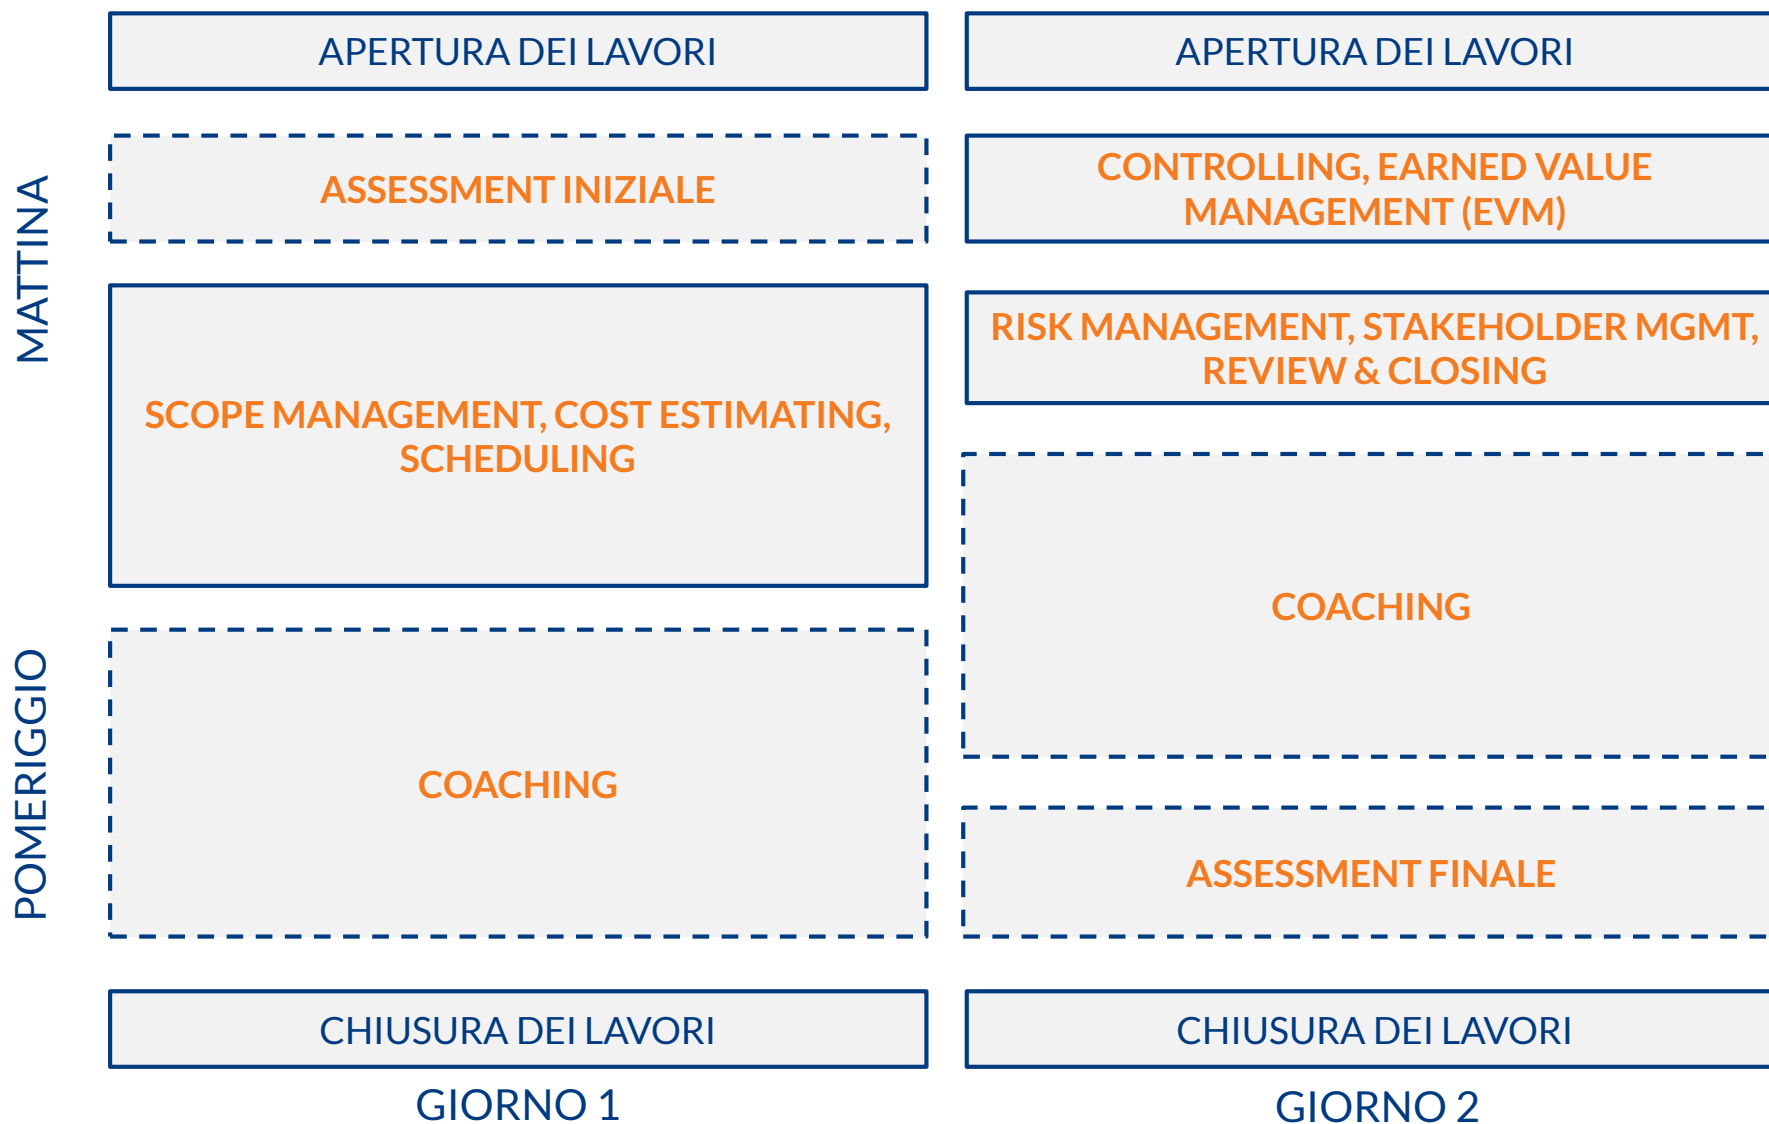 MATTINA
POMERIGGIO
APERTURA DEI LAVORI
ASSESSMENT INIZIALE
SCOPE MANAGEMENT, COST ESTIMATING,
SCHEDULING
COACHING
CHIUSURA DEI LAVORI
GIORNO 1
APERTURA DEI LAVORI
CONTROLLING, EARNED VALUE
MANAGEMENT (EVM)
RISK MANAGEMENT, STAKEHOLDER MGMT,
REVIEW & CLOSING
COACHING
ASSESSMENT FINALE
CHIUSURA DEI LAVORI
GIORNO 2